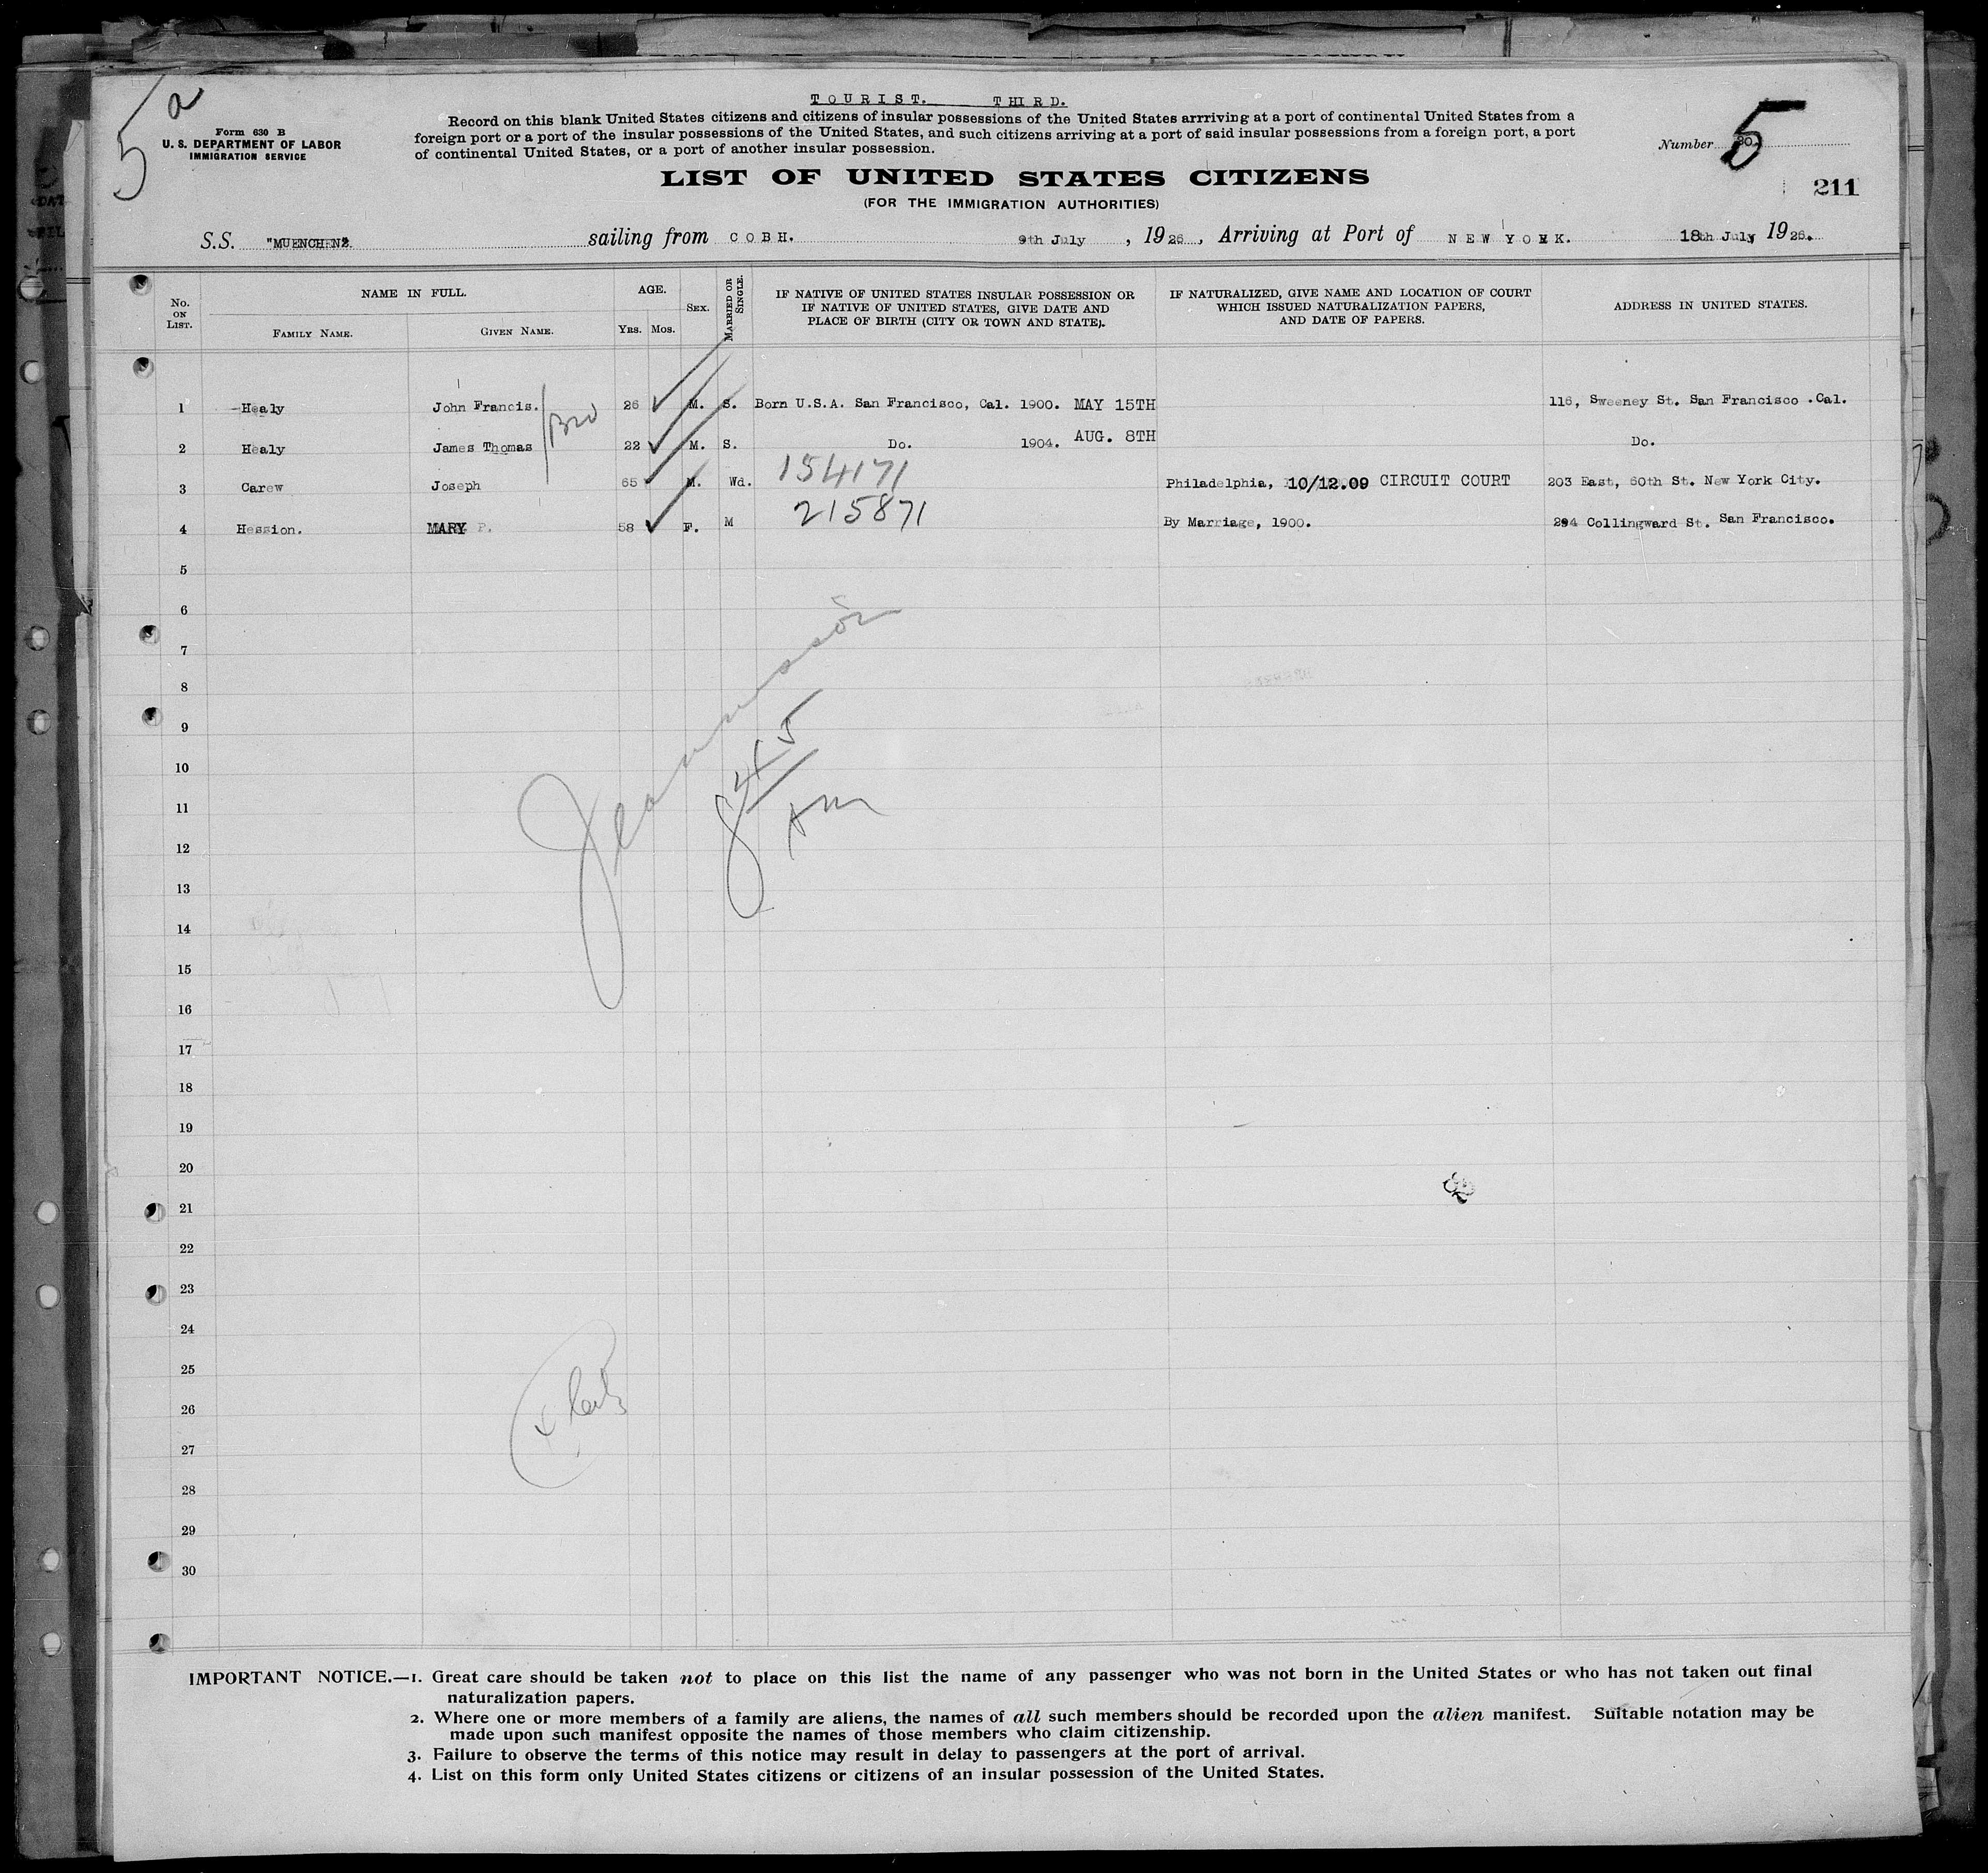 5 a
TOURIST. THIRD.
Form 630 B
U. S. DEPARTMENT OF LABOR
IMMIGRATION SERVICE
Record on this blank United States citizens and citizens of insular possessions of the United States arrriving at a port of continental United States from a
foreign port or a port of the insular possessions of the United States, and such citizens arriving at a port of said insular possessions from a foreign port, a port
of continental United States, or a port of another insular possession.
Number 5
211
LIST OF UNITED STATES CITIZENS
(FOR THE IMMIGRATION AUTHORITIES)
S.S. "MUENCHEN". sailing from COBH. 9th July, 1926, Arriving at Port of NEW YORK. 18th July, 1926.
No. ON LIST. NAME IN FULL. AGE. SEX. MARRIED OR SINGLE. IF NATIVE OF UNITED STATES INSULAR POSSESSION OR IF NATIVE OF UNITED STATES, GIVE DATE AND PLACE OF BIRTH (CITY OR TOWN AND STATE). IF NATURALIZED, GIVE NAME AND LOCATION OF COURT WHICH ISSUED NATURALIZATION PAPERS, AND DATE OF PAPERS. ADDRESS IN UNITED STATES.
FAMILY NAME. GIVEN NAME. YRS. MOS.
1 Healy John Francis. 26 M. S. Born U.S.A. San Francisco, Cal. 1900. MAY 15TH 116, Sweeney St. San Francisco .Cal.
Bro
2 Healy James Thomas 22 M. S. Do. 1904. AUG. 8TH Do.
3 Carew Joseph 65 M. Wd. 154171 Philadelphia, 10/12.09 CIRCUIT COURT 203 East, 60th St. New York City.
4 Hession. MARY P. 58 F. M 215871 By Marriage, 1900. 294 Collingward St. San Francisco.
5
6
7
8
9
10
11
12
13
14
15
16
17
18
19
20
21
22
23
24
25
26
27
28
29
30
845
AM
IMPORTANT NOTICE.—1. Great care should be taken not to place on this list the name of any passenger who was not born in the United States or who has not taken out final
naturalization papers.
2. Where one or more members of a family are aliens, the names of all such members should be recorded upon the alien manifest. Suitable notation may be
made upon such manifest opposite the names of those members who claim citizenship.
3. Failure to observe the terms of this notice may result in delay to passengers at the port of arrival.
4. List on this form only United States citizens or citizens of an insular possession of the United States.